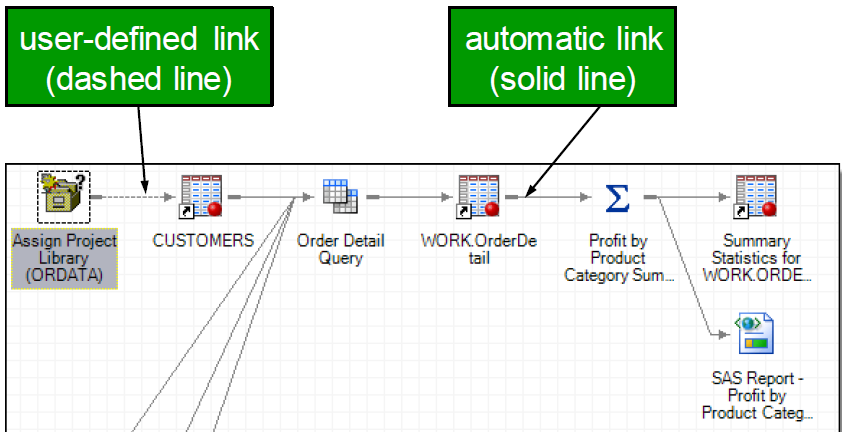 user-defined link
(dashed line)
automatic link
(solid line)
?
Assign Project
Library
(ORDATA)
CUSTOMERS
Order Detail
Query
WORK.OrderDe
tail
Σ
Profit by
Product
Category Sum...
Summary
Statistics for
WORK.ORDE...
SAS Report -
Profit by
Product Categ...